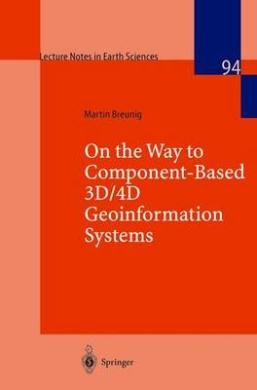 Lecture Notes in Earth Sciences
94
Martin Breunig
On the Way to
Component-Based
3D/4D
Geoinformation
Systems
Springer